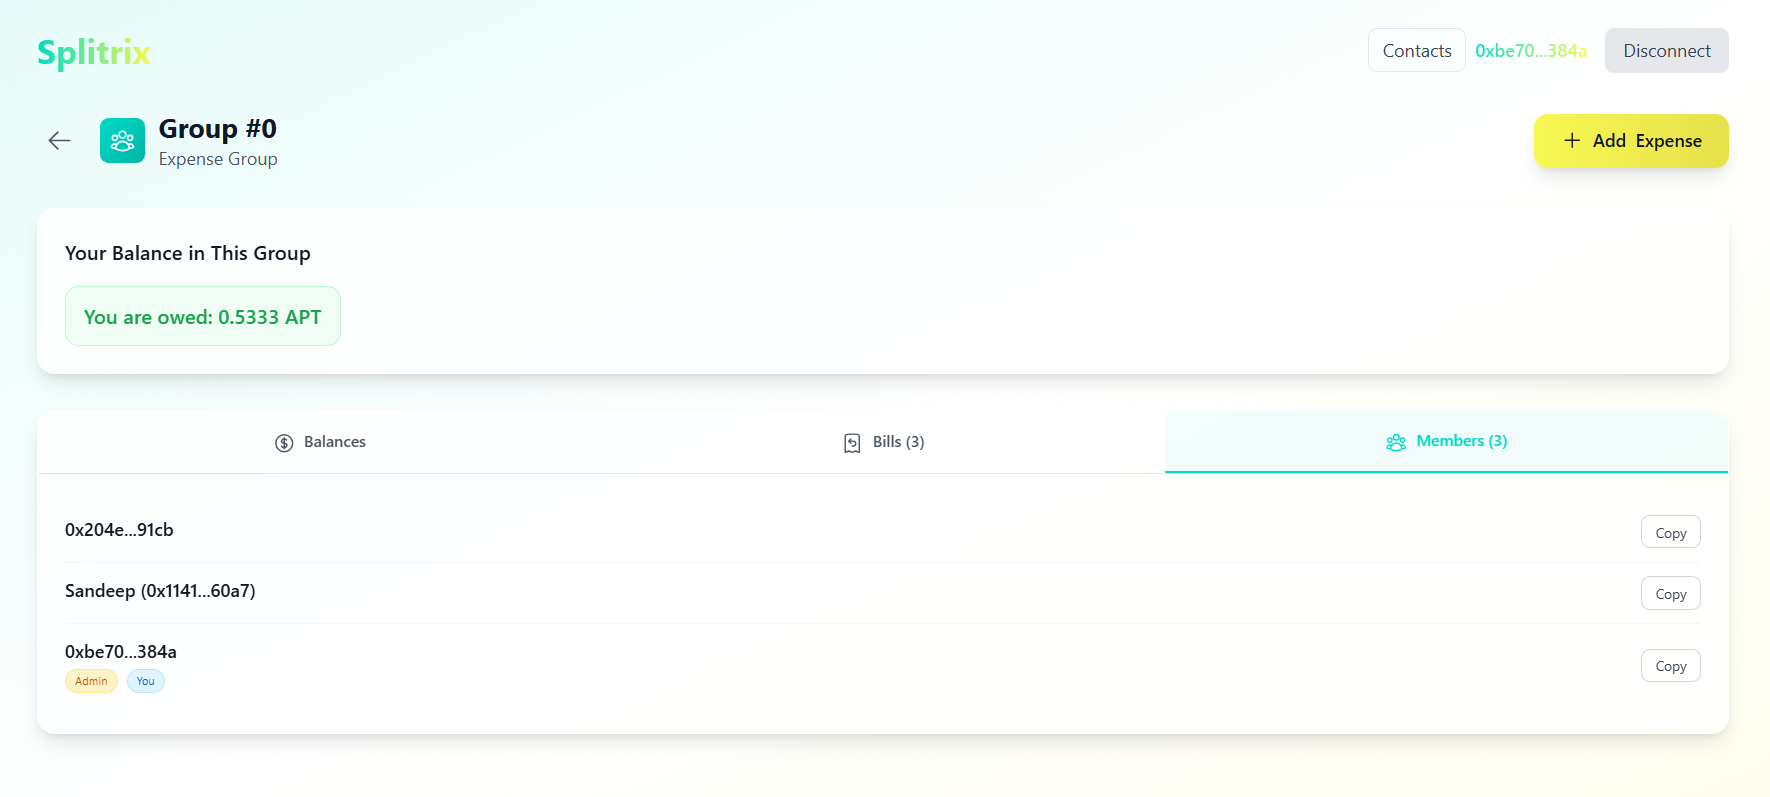 Splitrix
Contacts
0xbe70...384a
Disconnect
Group #0
Expense Group
Add Expense
Your Balance in This Group
You are owed: 0.5333 APT
Balances
Bills (3)
Members (3)
0x204e...91cb
Copy
Sandeep (0x1141...60a7)
Copy
0xbe70...384a
Admin
You
Copy